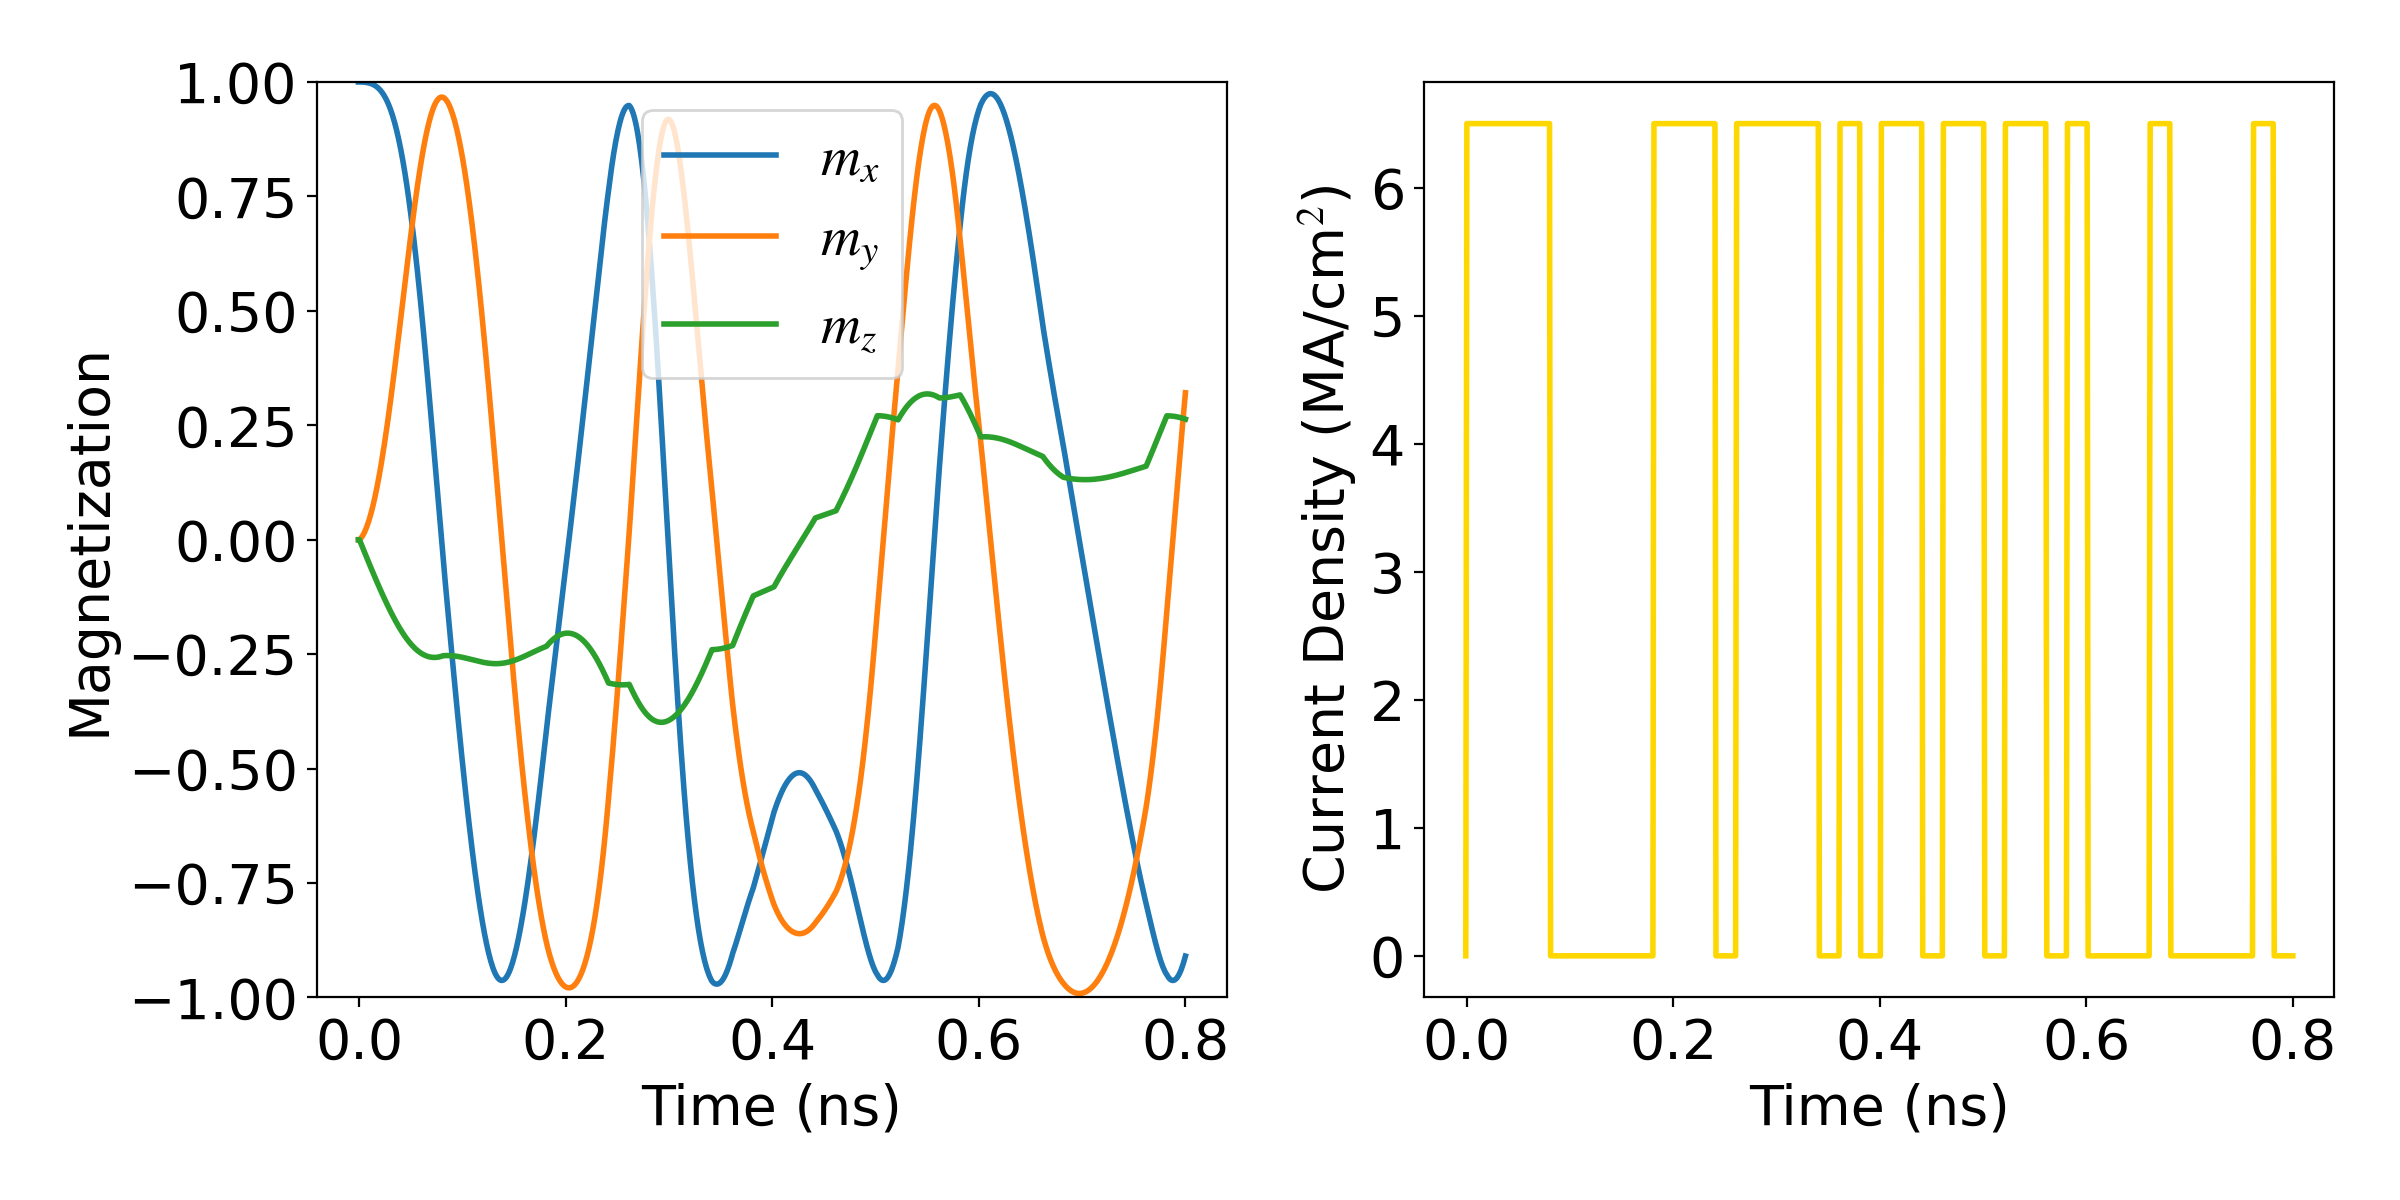 1.00
0.75
0.50
0.25
0.00
−0.25
−0.50
−0.75
−1.00
Magnetization
0.0 0.2 0.4 0.6 0.8
Time (ns)
m_x
m_y
m_z
6
5
4
3
2
1
0
Current Density (MA/cm²)
0.0 0.2 0.4 0.6 0.8
Time (ns)